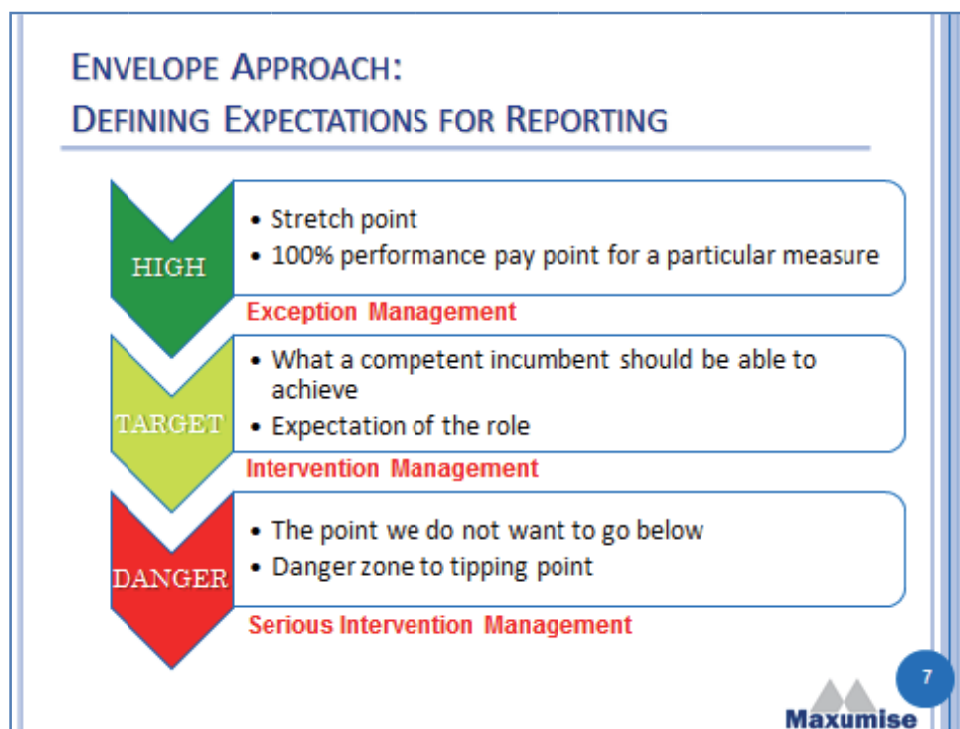 ENVELOPE APPROACH:
DEFINING EXPECTATIONS FOR REPORTING
HIGH
• Stretch point
• 100% performance pay point for a particular measure
Exception Management
TARGET
• What a competent incumbent should be able to
achieve
• Expectation of the role
Intervention Management
DANGER
• The point we do not want to go below
• Danger zone to tipping point
Serious Intervention Management
7
Maxumise